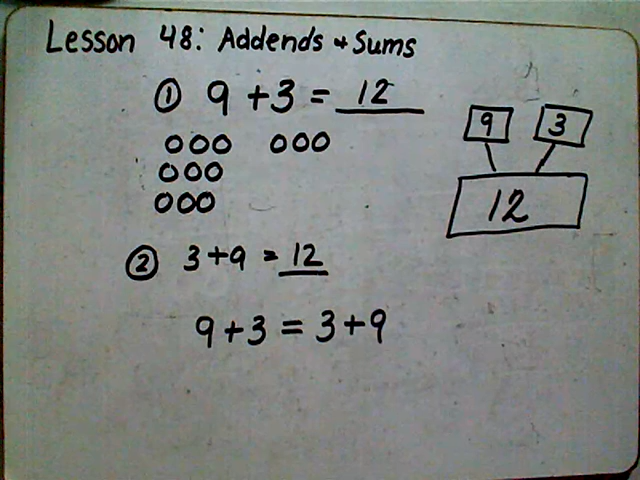 Lesson 48: Addends + Sums
① 9 + 3 = 12
9 3
12
② 3 + 9 = 12
9 + 3 = 3 + 9